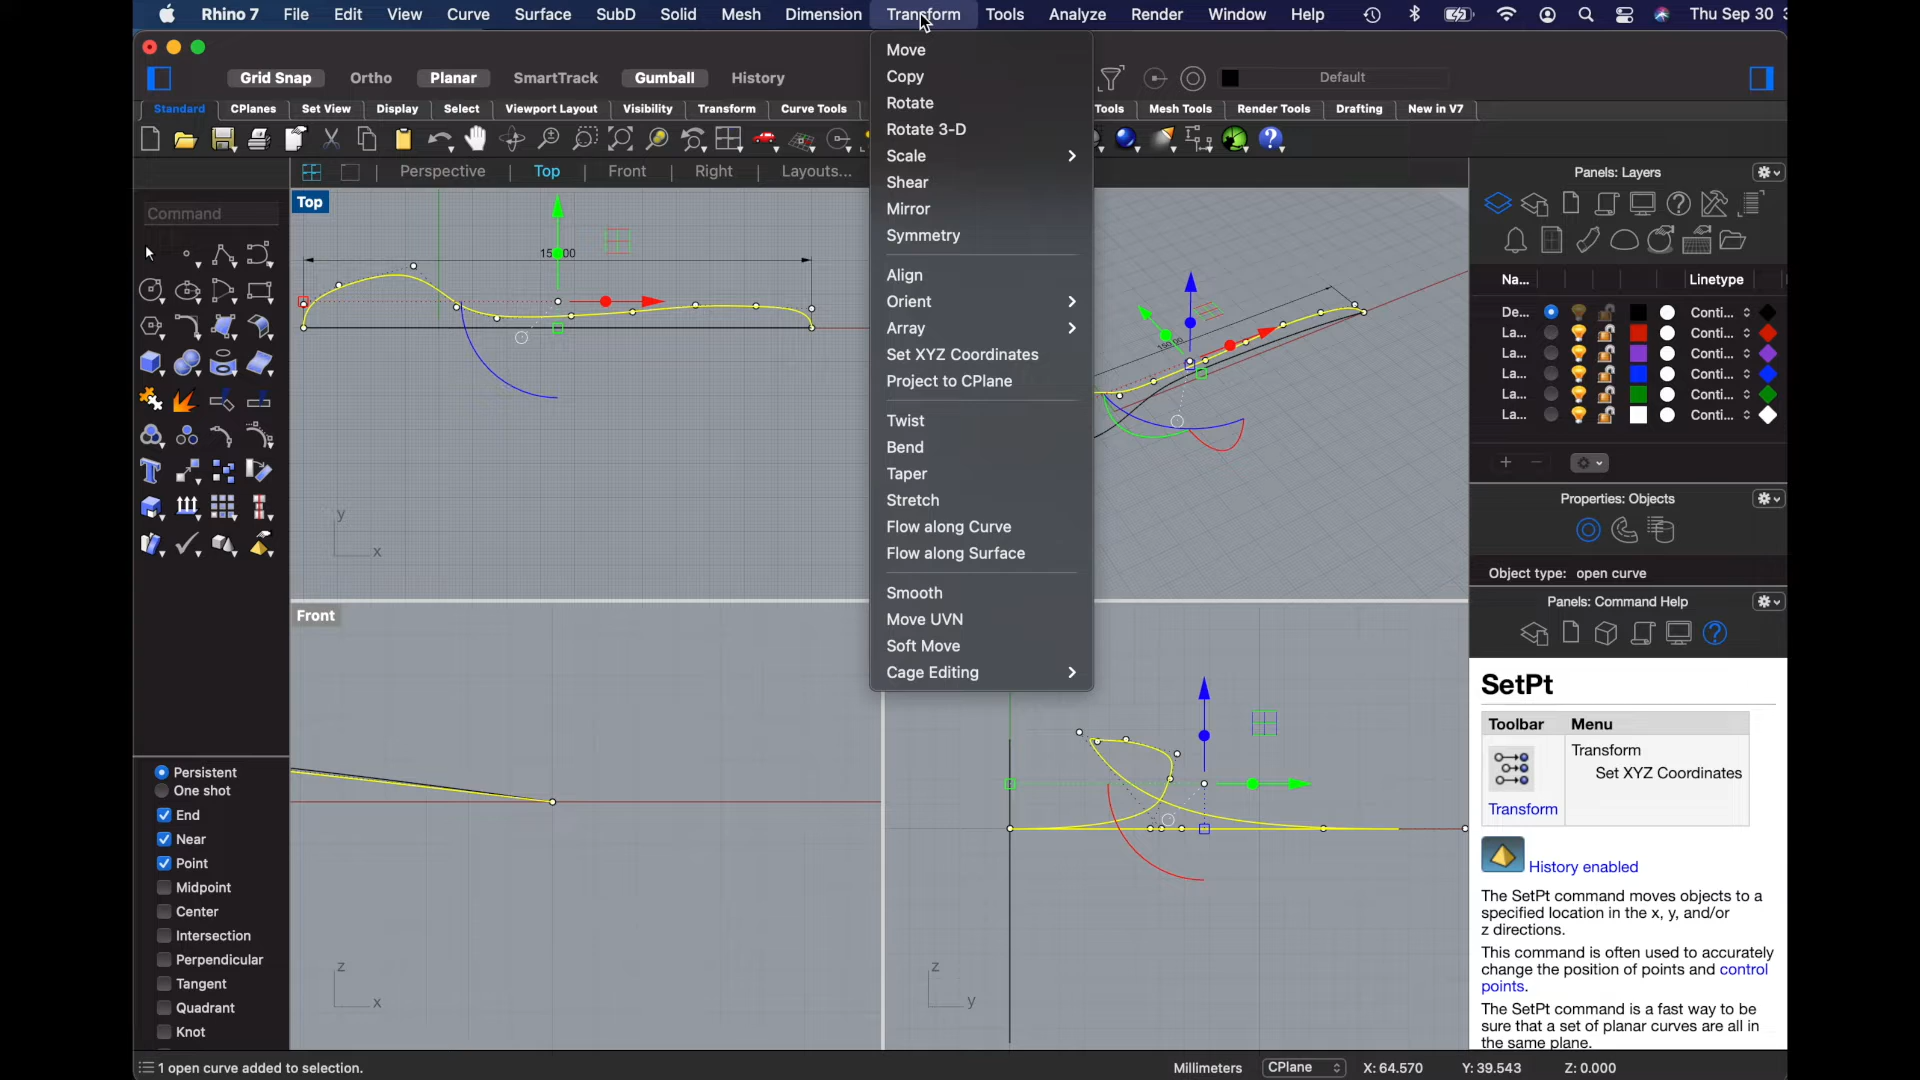 Rhino 7 File Edit View Curve Surface SubD Solid Mesh Dimension Transform Tools Analyze Render Window Help Thu Sep 30
Grid Snap Ortho Planar SmartTrack Gumball History Default
Standard CPlanes Set View Display Select Viewport Layout Visibility Transform Curve Tools Tools Mesh Tools Render Tools Drafting New in V7
Perspective Top Front Right Layouts...
Command
Top
y
x
Front
z
x
z
y
Move
Copy
Rotate
Rotate 3-D
Scale
Shear
Mirror
Symmetry
Align
Orient
Array
Set XYZ Coordinates
Project to CPlane
Twist
Bend
Taper
Stretch
Flow along Curve
Flow along Surface
Smooth
Move UVN
Soft Move
Cage Editing
Panels: Layers
Na... Linetype
De... Conti...
La... Conti...
La... Conti...
La... Conti...
La... Conti...
La... Conti...
Properties: Objects
Object type: open curve
Panels: Command Help
SetPt
Toolbar Menu
Transform
Set XYZ Coordinates
Transform
History enabled
The SetPt command moves objects to a
specified location in the x, y, and/or
z directions.
This command is often used to accurately
change the position of points and control
points.
The SetPt command is a fast way to be
sure that a set of planar curves are all in
the same plane.
Persistent
One shot
End
Near
Point
Midpoint
Center
Intersection
Perpendicular
Tangent
Quadrant
Knot
1 open curve added to selection.
Millimeters CPlane X: 64.570 Y: 39.543 Z: 0.000